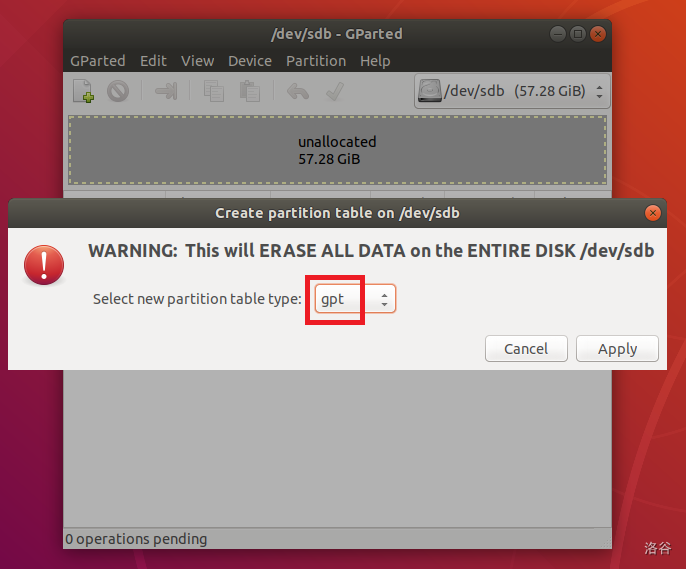 /dev/sdb - GParted
GParted Edit View Device Partition Help
/dev/sdb (57.28 GiB)
unallocated
57.28 GiB
Create partition table on /dev/sdb
WARNING: This will ERASE ALL DATA on the ENTIRE DISK /dev/sdb
Select new partition table type: gpt
Cancel Apply
0 operations pending
洛谷